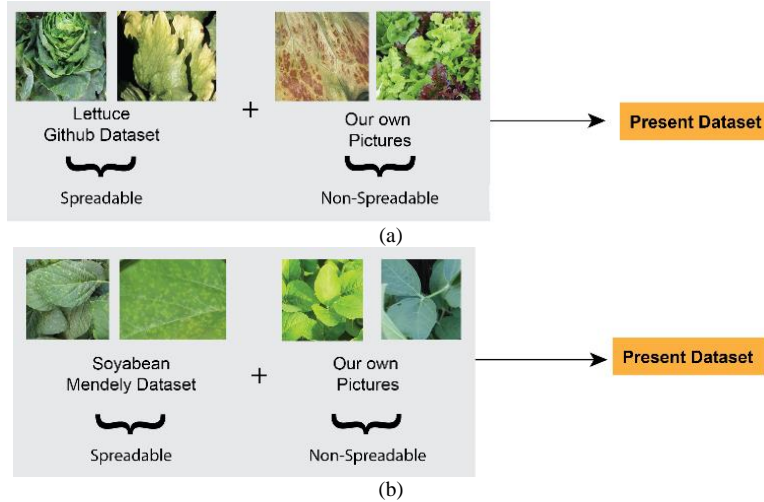 Lettuce
Github Dataset
+
Our own
Pictures
Spreadable
Non-Spreadable
Present Dataset
(a)
Soyabean
Mendely Dataset
+
Our own
Pictures
Spreadable
Non-Spreadable
Present Dataset
(b)